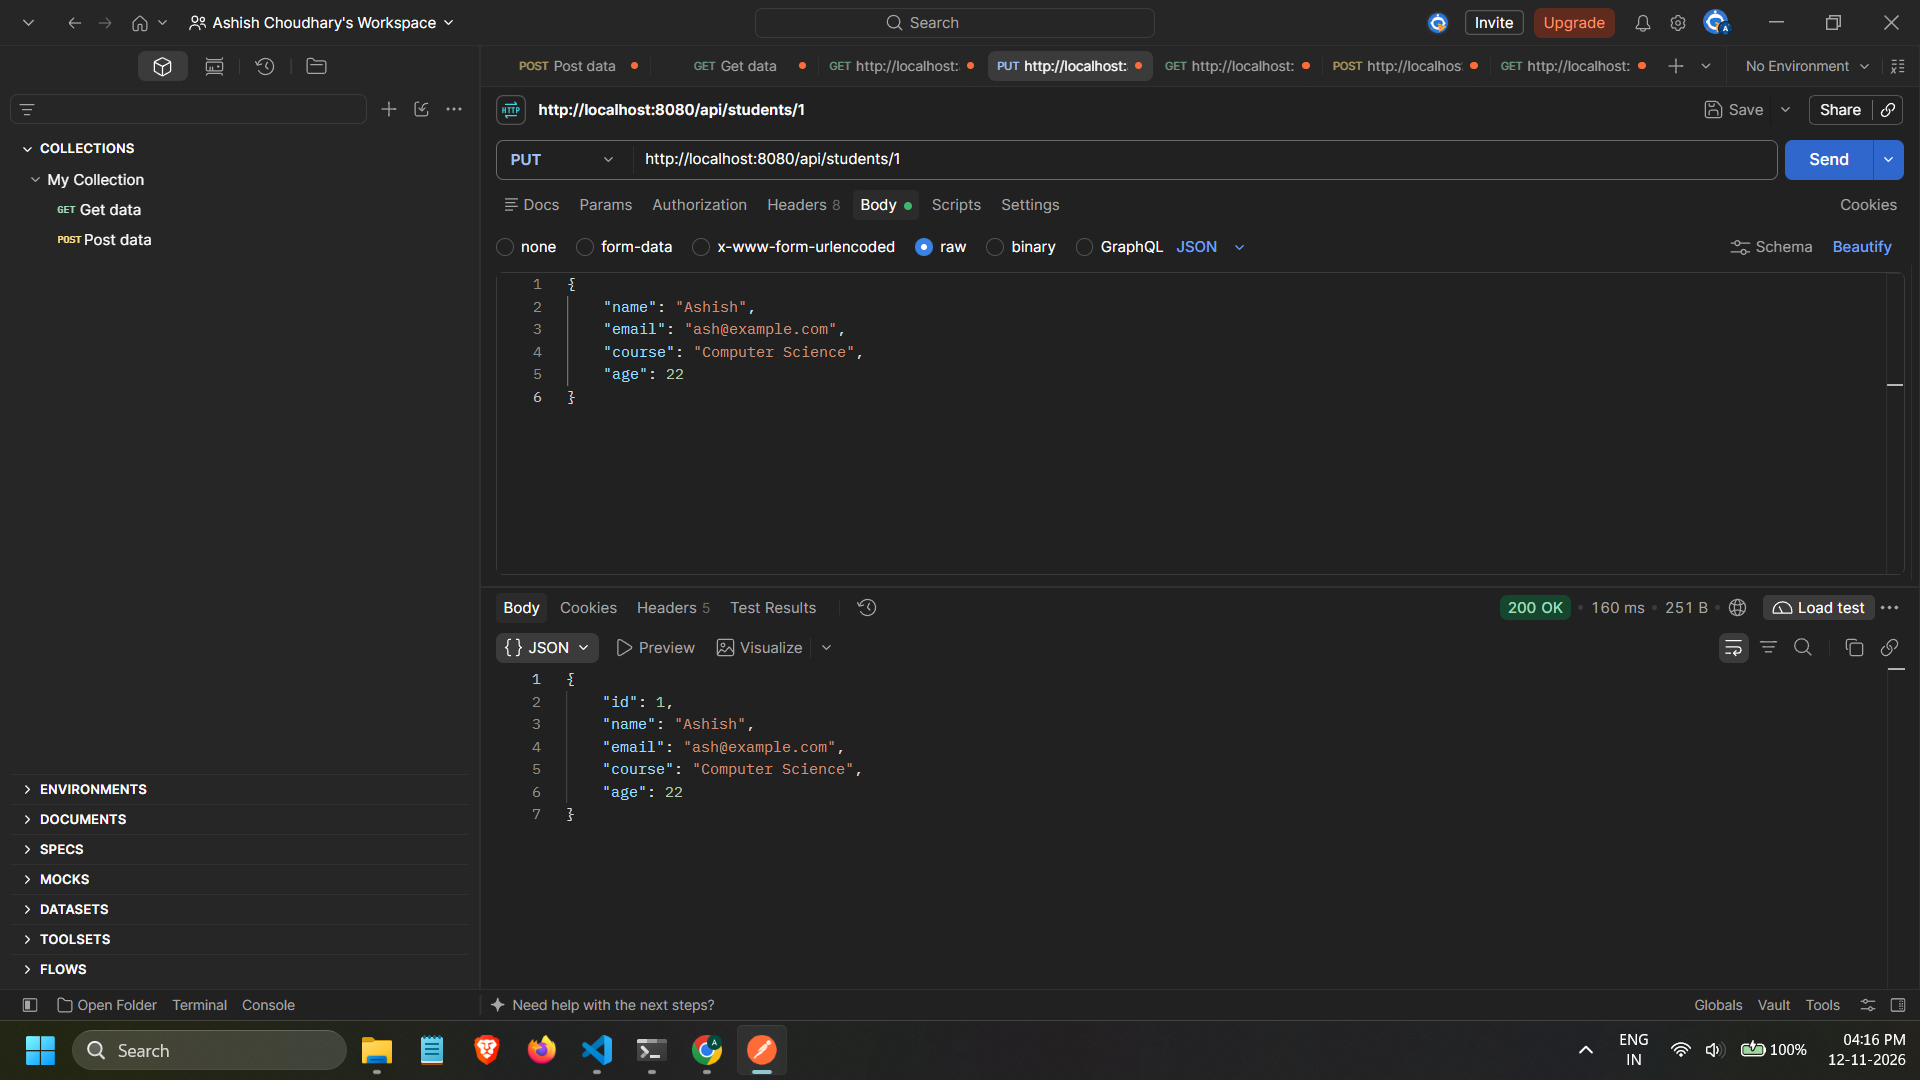 Ashish Choudhary's Workspace
Search
Invite
Upgrade
POST Post data
GET Get data
GET http://localhost:
PUT http://localhost:
GET http://localhost:
POST http://localhos
GET http://localhost:
No Environment
COLLECTIONS
My Collection
GET Get data
POST Post data
ENVIRONMENTS
DOCUMENTS
SPECS
MOCKS
DATASETS
TOOLSETS
FLOWS
HTTP http://localhost:8080/api/students/1
Save
Share
PUT http://localhost:8080/api/students/1
Send
Docs Params Authorization Headers 8 Body Scripts Settings Cookies
none form-data x-www-form-urlencoded raw binary GraphQL JSON Schema Beautify
1 {
2 "name": "Ashish",
3 "email": "ash@example.com",
4 "course": "Computer Science",
5 "age": 22
6 }
Body Cookies Headers 5 Test Results 200 OK • 160 ms • 251 B • Load test
{} JSON Preview Visualize
1 {
2 "id": 1,
3 "name": "Ashish",
4 "email": "ash@example.com",
5 "course": "Computer Science",
6 "age": 22
7 }
Open Folder Terminal Console Need help with the next steps? Globals Vault Tools
Search
A
ENG
IN
100%
04:16 PM
12-11-2026